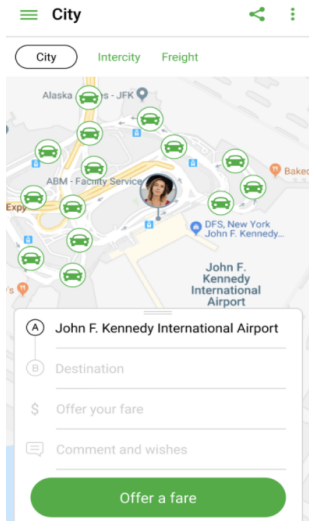 City
City
Intercity
Freight
Alaska
s - JFK
ABM - Facility Service
Baked
Expy
DFS, New York
John F. Kennedy...
John F.
Kennedy
International
Airport
's
A
John F. Kennedy International Airport
B
Destination
$
Offer your fare
Comment and wishes
Offer a fare